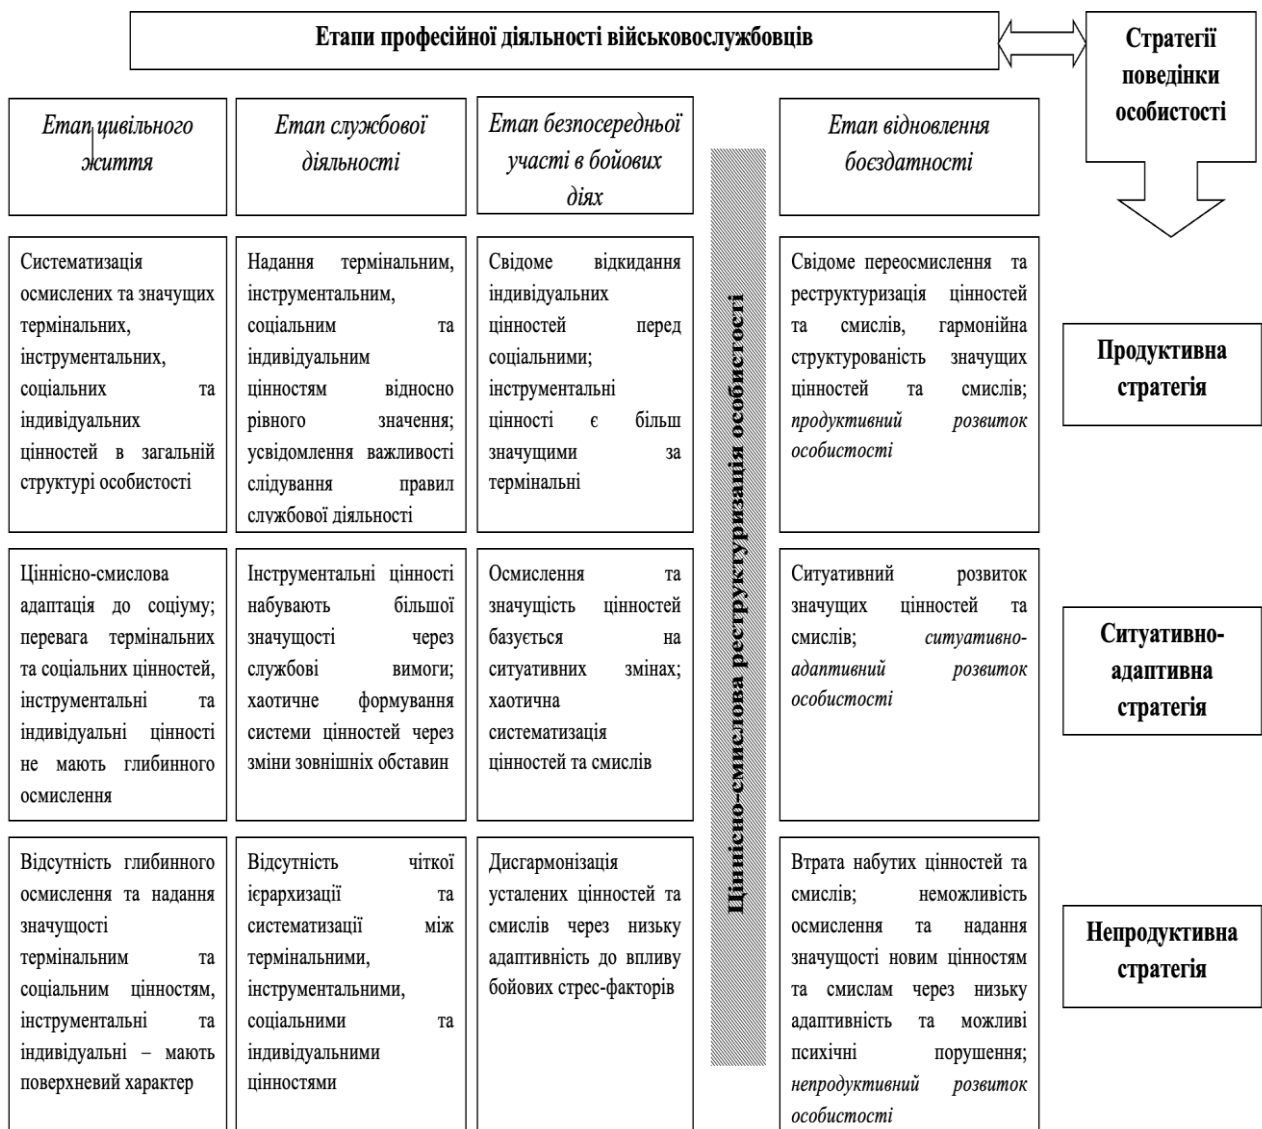 Етапи професійної діяльності військовослужбовців
Стратегії
поведінки
особистості
Етап цивільного
життя
Етап службової
діяльності
Етап безпосередньої
участі в бойових
діях
Етап відновлення
боєздатності
Систематизація
осмислених та значущих
термінальних,
інструментальних,
соціальних та
індивідуальних
цінностей в загальній
структурі особистості
Надання термінальним,
інструментальним,
соціальним та
індивідуальним
цінностям відносно
рівного значення;
усвідомлення важливості
слідування правил
службової діяльності
Свідоме відкидання
індивідуальних
цінностей перед
соціальними;
інструментальні
цінності є більш
значущими за
термінальні
Ціннісно-смислова реструктуризація особистості
Свідоме переосмислення та
реструктуризація цінностей
та смислів, гармонійна
структурованість значущих
цінностей та смислів;
продуктивний розвиток
особистості
Продуктивна
стратегія
Ціннісно-смислова
адаптація до соціуму;
перевага термінальних
та соціальних цінностей,
інструментальні та
індивідуальні цінності
не мають глибинного
осмислення
Інструментальні цінності
набувають більшої
значущості через
службові вимоги;
хаотичне формування
системи цінностей через
зміни зовнішніх обставин
Осмислення та
значущість цінностей
базується на
ситуативних змінах;
хаотична
систематизація
цінностей та смислів
Ситуативний розвиток
значущих цінностей та
смислів; ситуативно-
адаптивний розвиток
особистості
Ситуативно-
адаптивна
стратегія
Відсутність глибинного
осмислення та надання
значущості
термінальним та
соціальним цінностям,
інструментальні та
індивідуальні – мають
поверхневий характер
Відсутність чіткої
ієрархизації та
систематизації між
термінальними,
інструментальними,
соціальними та
індивідуальними
цінностями
Дисгармонізація
усталених цінностей та
смислів через низьку
адаптивність до впливу
бойових стрес-факторів
Втрата набутих цінностей та
смислів; неможливість
осмислення та надання
значущості новим цінностям
та смислам через низьку
адаптивність та можливі
психічні порушення;
непродуктивний розвиток
особистості
Непродуктивна
стратегія